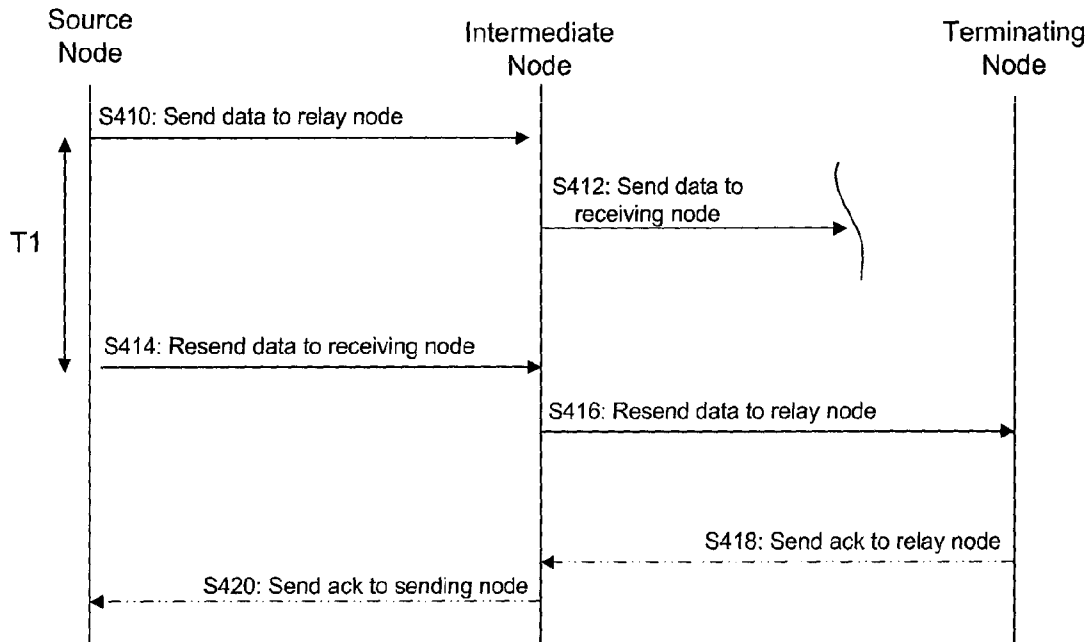 Source
Node
Intermediate
Node
Terminating
Node
S410: Send data to relay node
S412: Send data to
receiving node
T1
S414: Resend data to receiving node
S416: Resend data to relay node
S418: Send ack to relay node
S420: Send ack to sending node